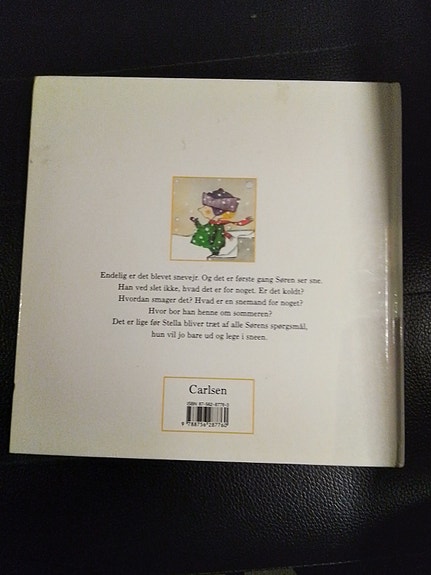 Endelig er det blevet snevejr. Og det er første gang Søren ser sne.
Han ved slet ikke, hvad det er for noget. Er det koldt?
Hvordan smager det? Hvad er en snemand for noget?
Hvor bor han henne om sommeren?
Det er lige før Stella bliver træt af alle Sørens spørgsmål,
hun vil jo bare ud og lege i sneen.
Carlsen